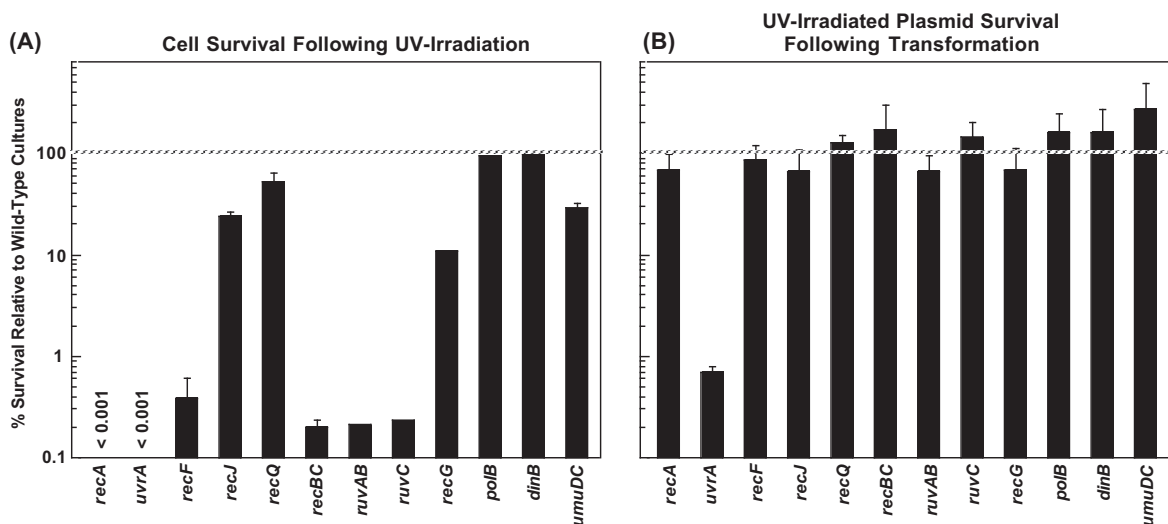 (A)
Cell Survival Following UV-Irradiation
% Survival Relative to Wild-Type Cultures
100
10
1
0.1
< 0.001
< 0.001
recA
uvrA
recF
recJ
recQ
recBC
ruvAB
ruvC
recG
polB
dinB
umuDC
(B)
UV-Irradiated Plasmid Survival
Following Transformation
recA
uvrA
recF
recJ
recQ
recBC
ruvAB
ruvC
recG
polB
dinB
umuDC